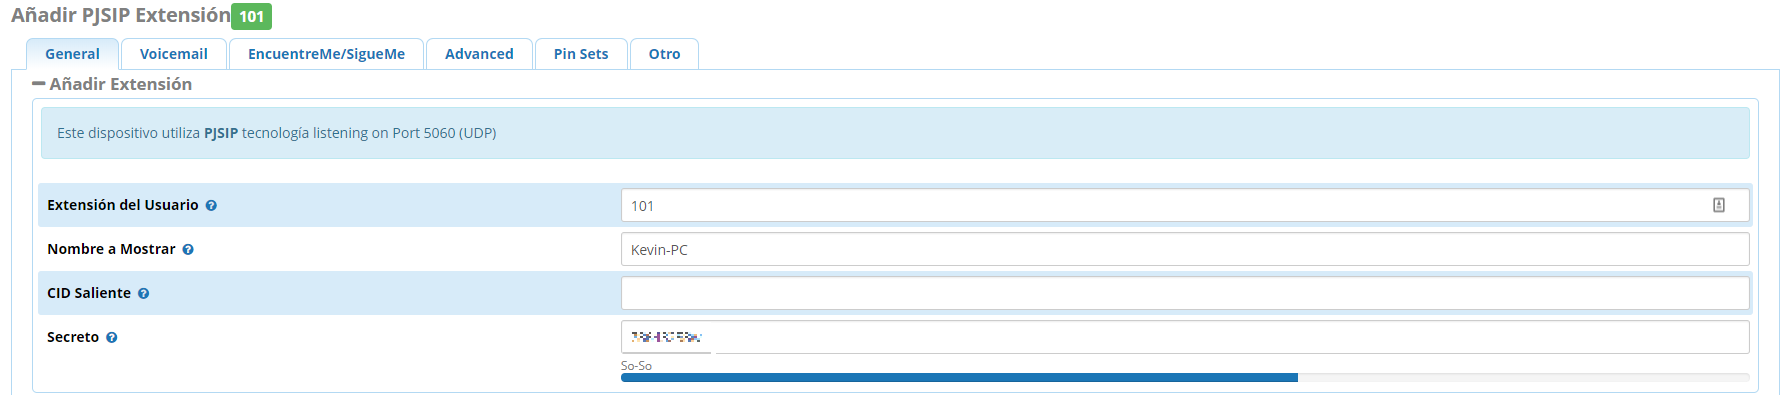 Añadir PJSIP Extensión 101
General Voicemail EncuentreMe/SigueMe Advanced Pin Sets Otro
Añadir Extensión
Este dispositivo utiliza PJSIP tecnología listening on Port 5060 (UDP)
Extensión del Usuario 101
Nombre a Mostrar Kevin-PC
CID Saliente
Secreto
So-So